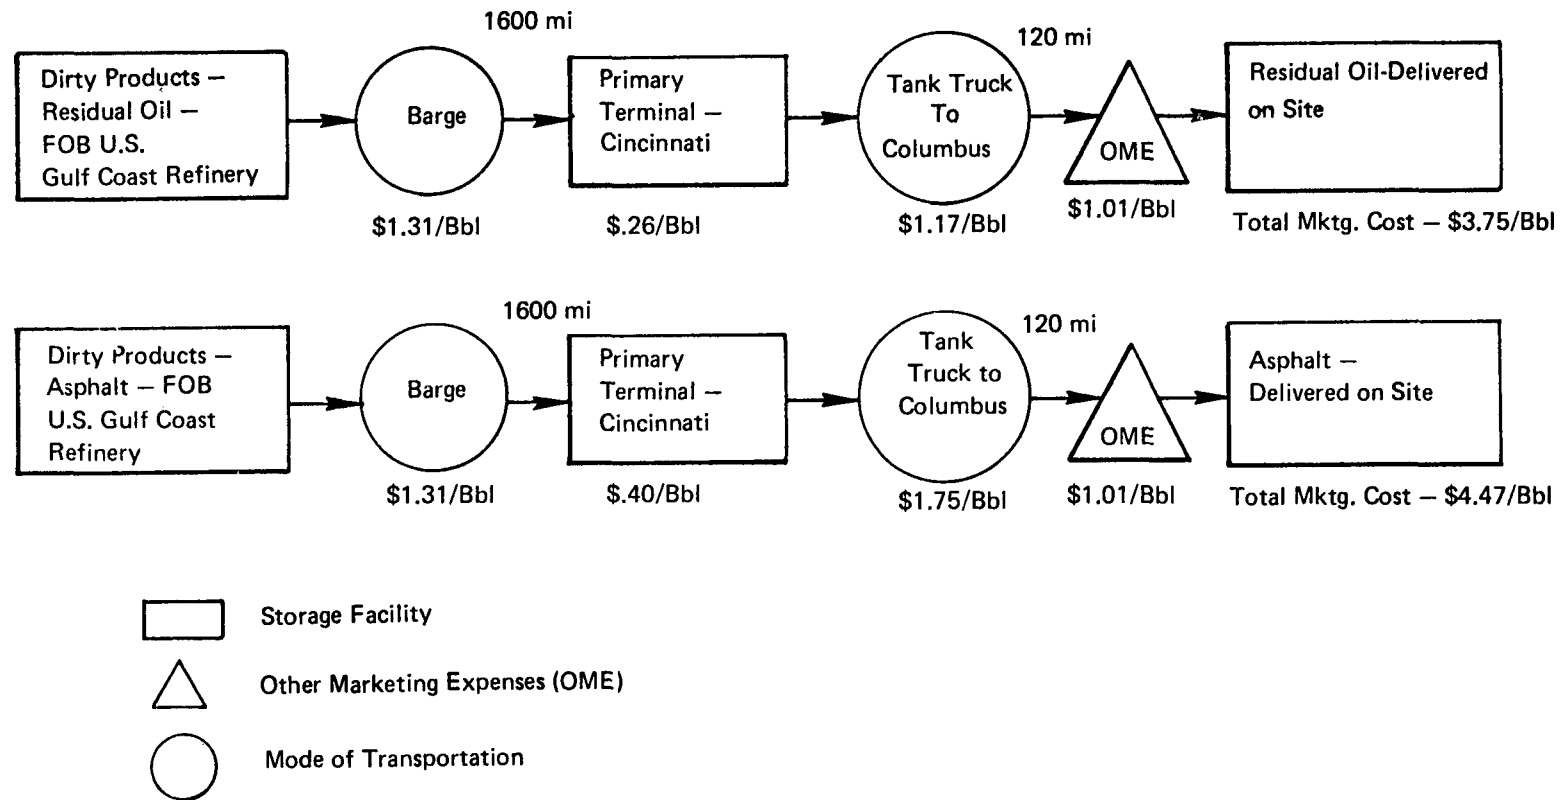 1600 mi
120 mi
Dirty Products —
Residual Oil —
FOB U.S.
Gulf Coast Refinery
Barge
Primary
Terminal —
Cincinnati
Tank Truck
To
Columbus
OME
Residual Oil-Delivered
on Site
$1.31/Bbl
$.26/Bbl
$1.17/Bbl
$1.01/Bbl
Total Mktg. Cost — $3.75/Bbl
1600 mi
120 mi
Dirty Products —
Asphalt — FOB
U.S. Gulf Coast
Refinery
Barge
Primary
Terminal —
Cincinnati
Tank
Truck to
Columbus
OME
Asphalt —
Delivered on Site
$1.31/Bbl
$.40/Bbl
$1.75/Bbl
$1.01/Bbl
Total Mktg. Cost — $4.47/Bbl
Storage Facility
Other Marketing Expenses (OME)
Mode of Transportation